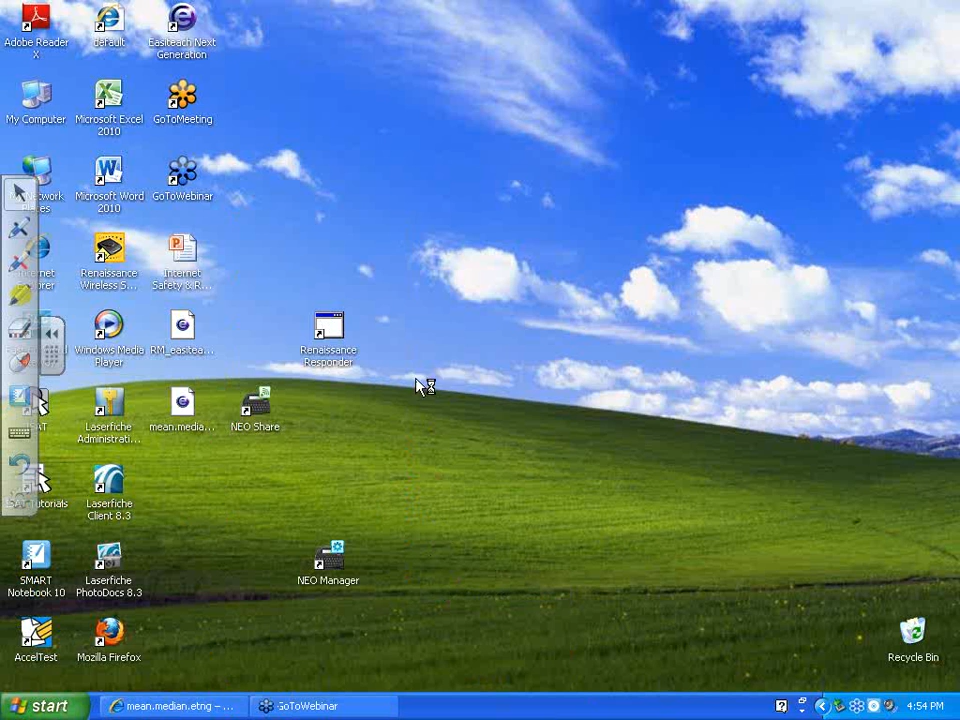 Adobe Reader
X
default
Easiteach Next
Generation
My Computer
Microsoft Excel
2010
GoToMeeting
Microsoft Word
2010
GoToWebinar
Renaissance
Wireless S...
Internet
Safety & R...
Windows Media
Player
RM_easitea...
Renaissance
Responder
Laserfiche
Administrati...
mean.media...
NEO Share
Laserfiche
Client 8.3
SMART
Notebook 10
Laserfiche
PhotoDocs 8.3
NEO Manager
AccelTest
Mozilla Firefox
Recycle Bin
start
mean.median.etng – ...
GoToWebinar
4:54 PM